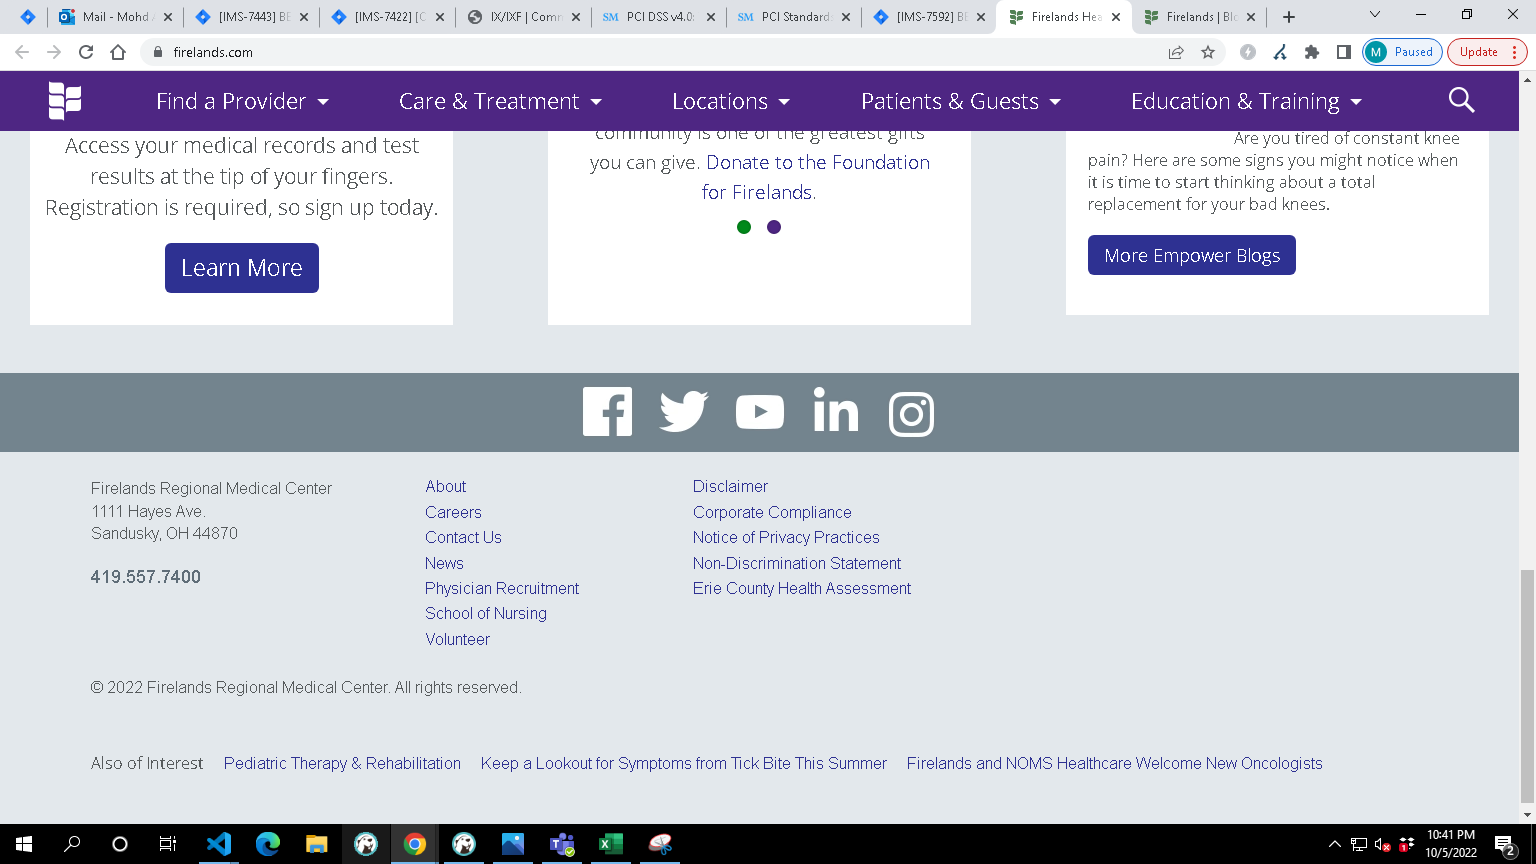 Mail - Mohd
[IMS-7443] BE
[IMS-7422] [C
IX/IXF | Comm
PCI DSS v4.0:
PCI Standards
[IMS-7592] BE
Firelands Hea
Firelands | Blo
firelands.com
M Paused
Update
Find a Provider
Care & Treatment
Locations
Patients & Guests
Education & Training
Access your medical records and test
results at the tip of your fingers.
Registration is required, so sign up today.
Learn More
community is one of the greatest gifts
you can give. Donate to the Foundation
for Firelands.
Are you tired of constant knee
pain? Here are some signs you might notice when
it is time to start thinking about a total
replacement for your bad knees.
More Empower Blogs
Firelands Regional Medical Center
1111 Hayes Ave.
Sandusky, OH 44870
419.557.7400
About
Careers
Contact Us
News
Physician Recruitment
School of Nursing
Volunteer
Disclaimer
Corporate Compliance
Notice of Privacy Practices
Non-Discrimination Statement
Erie County Health Assessment
© 2022 Firelands Regional Medical Center. All rights reserved.
Also of Interest
Pediatric Therapy & Rehabilitation
Keep a Lookout for Symptoms from Tick Bite This Summer
Firelands and NOMS Healthcare Welcome New Oncologists
10:41 PM
10/5/2022
2